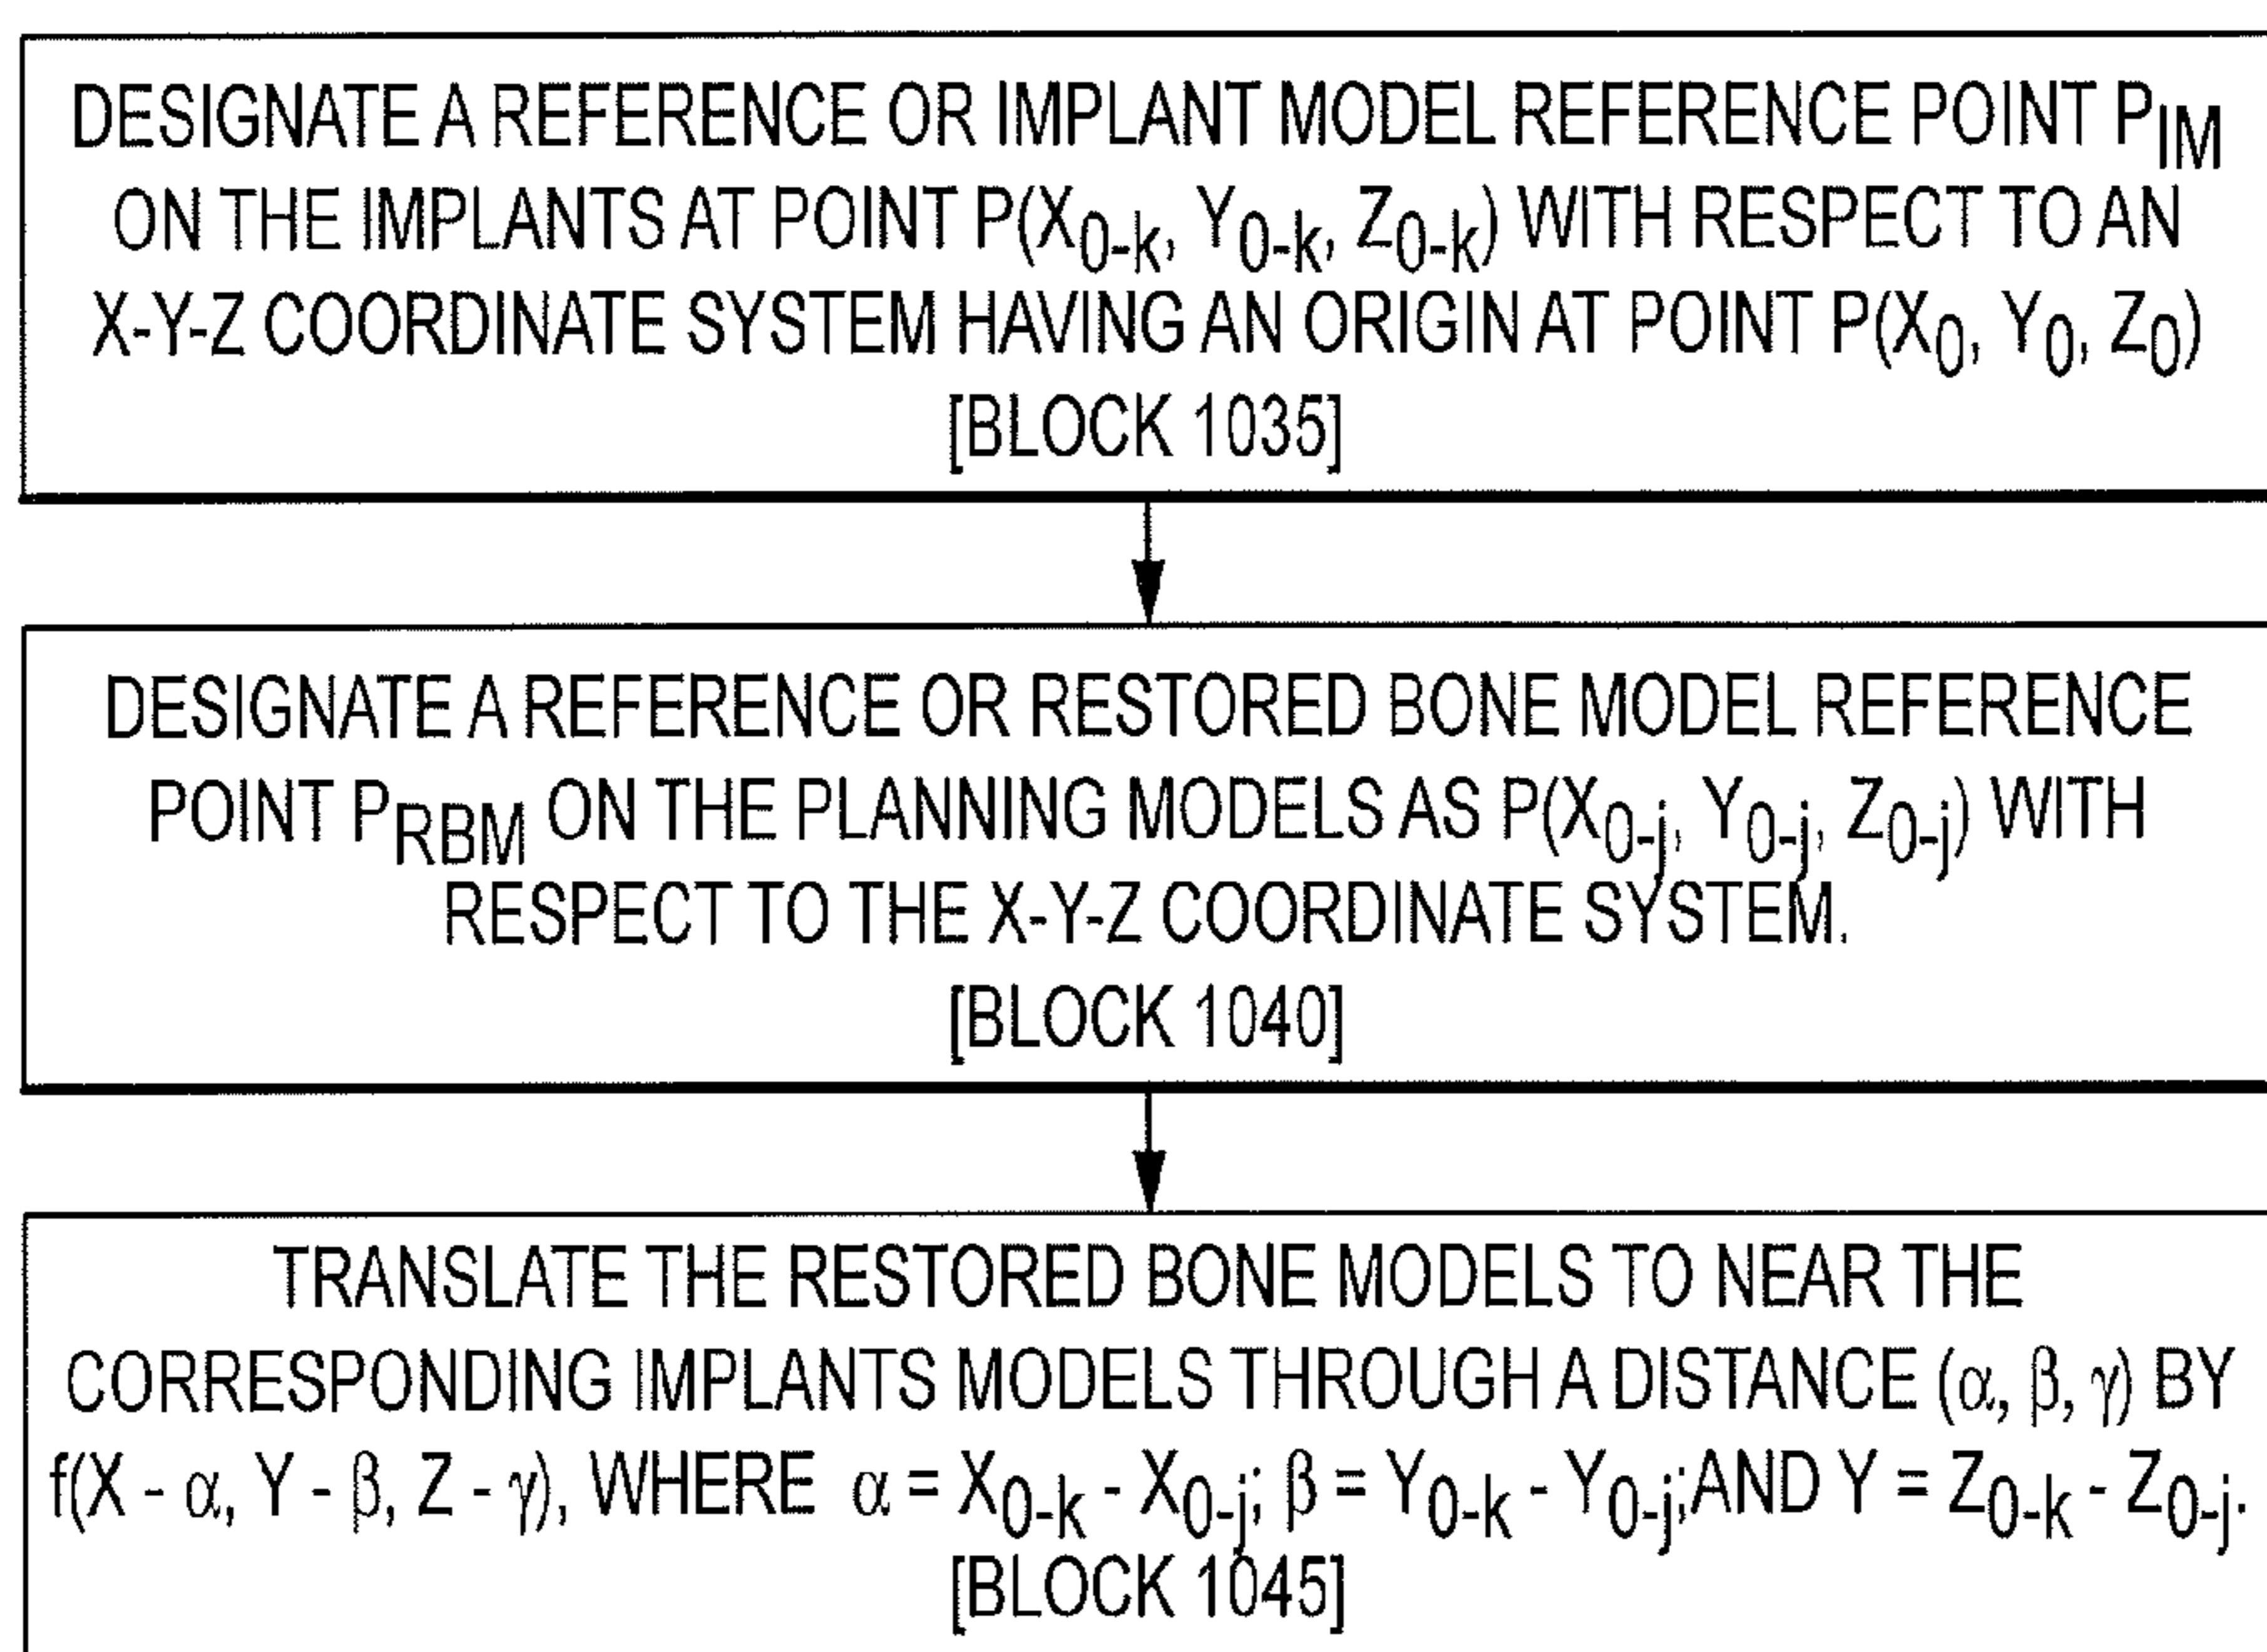 DESIGNATE A REFERENCE OR IMPLANT MODEL REFERENCE POINT P_IM
ON THE IMPLANTS AT POINT P(X_0-k, Y_0-k, Z_0-k) WITH RESPECT TO AN
X-Y-Z COORDINATE SYSTEM HAVING AN ORIGIN AT POINT P(X_0, Y_0, Z_0)
[BLOCK 1035]
DESIGNATE A REFERENCE OR RESTORED BONE MODEL REFERENCE
POINT P_RBM ON THE PLANNING MODELS AS P(X_0-j, Y_0-j, Z_0-j) WITH
RESPECT TO THE X-Y-Z COORDINATE SYSTEM.
[BLOCK 1040]
TRANSLATE THE RESTORED BONE MODELS TO NEAR THE
CORRESPONDING IMPLANTS MODELS THROUGH A DISTANCE (α, β, γ) BY
f(X - α, Y - β, Z - γ), WHERE α = X_0-k - X_0-j; β = Y_0-k - Y_0-j;AND Y = Z_0-k - Z_0-j.
[BLOCK 1045]